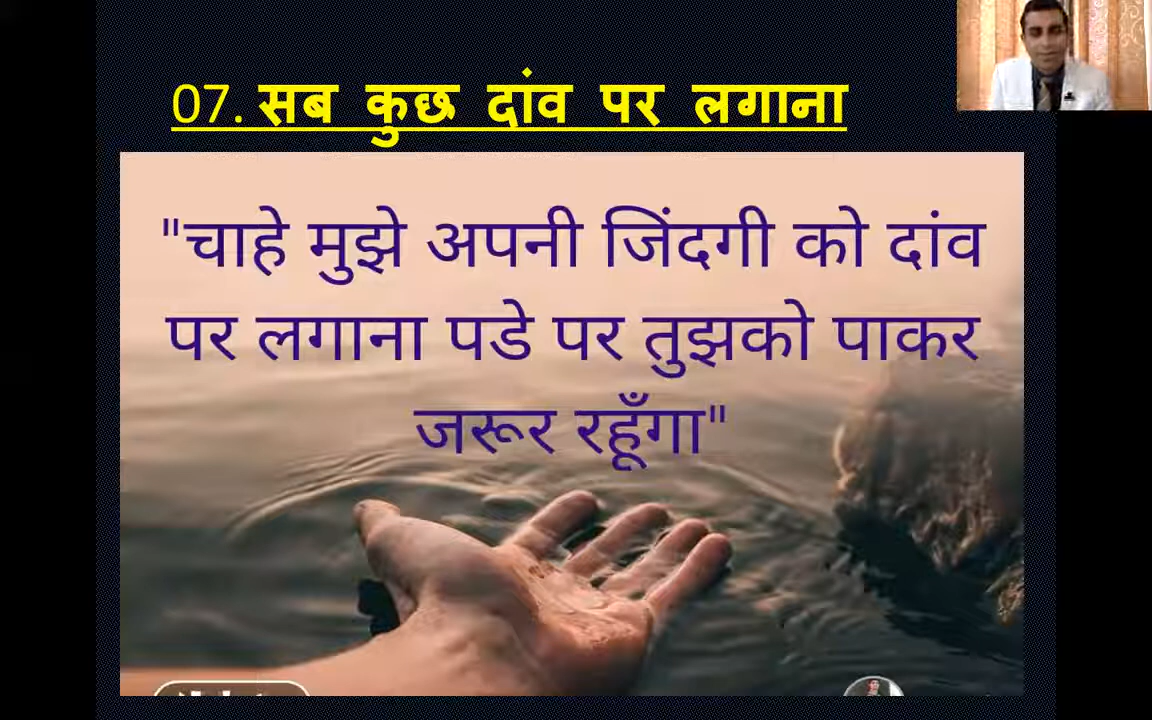 07. सब कुछ दांव पर लगाना
"चाहे मुझे अपनी जिंदगी को दांव
पर लगाना पडे पर तुझको पाकर
जरूर रहूँगा"